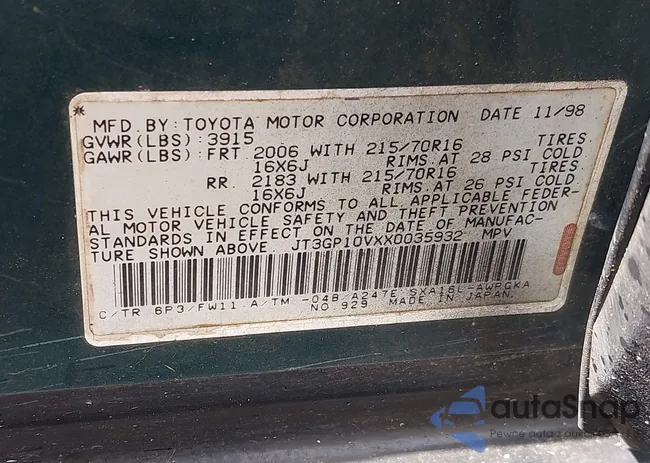 MFD. BY: TOYOTA MOTOR CORPORATION DATE 11/98
GVWR(LBS): 3915
GAWR(LBS): FRT. 2006 WITH 215/70R16 TIRES.
16X6J RIMS. AT 28 PSI COLD
RR. 2183 WITH 215/70R16 TIRES.
16X6J RIMS. AT 26 PSI COLD
THIS VEHICLE CONFORMS TO ALL APPLICABLE FEDER-
AL MOTOR VEHICLE SAFETY AND THEFT PREVENTION
STANDARDS IN EFFECT ON THE DATE OF MANUFAC-
TURE SHOWN ABOVE. JT3GP10VXX0035932 MPV
C/TR 6P3/FW11 A/TM -04B/A247E SXA16L-AWPGKA
NO 929 MADE IN JAPAN.
autaSnap
Pewne auta z aukcji